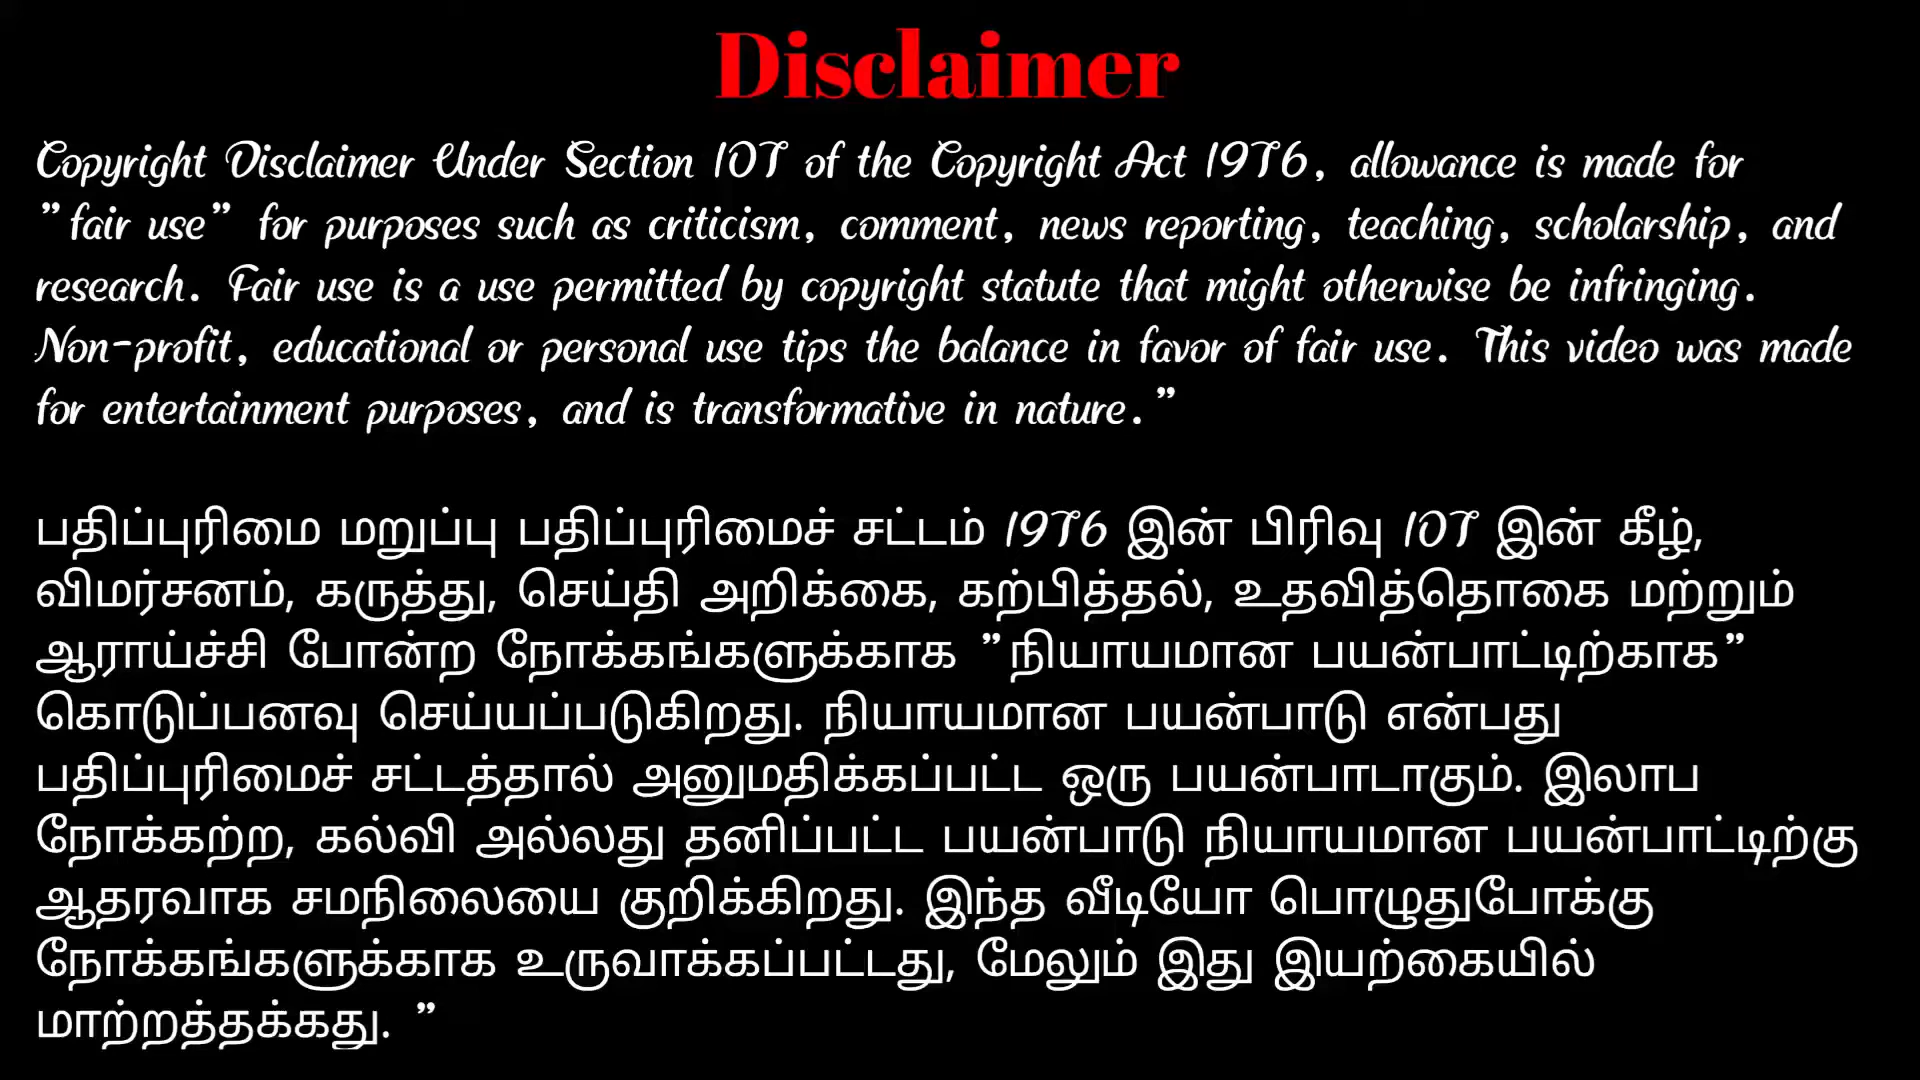 Disclaimer
Copyright Disclaimer Under Section 107 of the Copyright Act 1976, allowance is made for
"fair use" for purposes such as criticism, comment, news reporting, teaching, scholarship, and
research. Fair use is a use permitted by copyright statute that might otherwise be infringing.
Non-profit, educational or personal use tips the balance in favor of fair use. This video was made
for entertainment purposes, and is transformative in nature."
பதிப்புரிமை மறுப்பு பதிப்புரிமைச் சட்டம் 1976 இன் பிரிவு 107 இன் கீழ்,
விமர்சனம், கருத்து, செய்தி அறிக்கை, கற்பித்தல், உதவித்தொகை மற்றும்
ஆராய்ச்சி போன்ற நோக்கங்களுக்காக "நியாயமான பயன்பாட்டிற்காக"
கொடுப்பனவு செய்யப்படுகிறது. நியாயமான பயன்பாடு என்பது
பதிப்புரிமைச் சட்டத்தால் அனுமதிக்கப்பட்ட ஒரு பயன்பாடாகும். இலாப
நோக்கற்ற, கல்வி அல்லது தனிப்பட்ட பயன்பாடு நியாயமான பயன்பாட்டிற்கு
ஆதரவாக சமநிலையை குறிக்கிறது. இந்த வீடியோ பொழுதுபோக்கு
நோக்கங்களுக்காக உருவாக்கப்பட்டது, மேலும் இது இயற்கையில்
மாற்றத்தக்கது. "